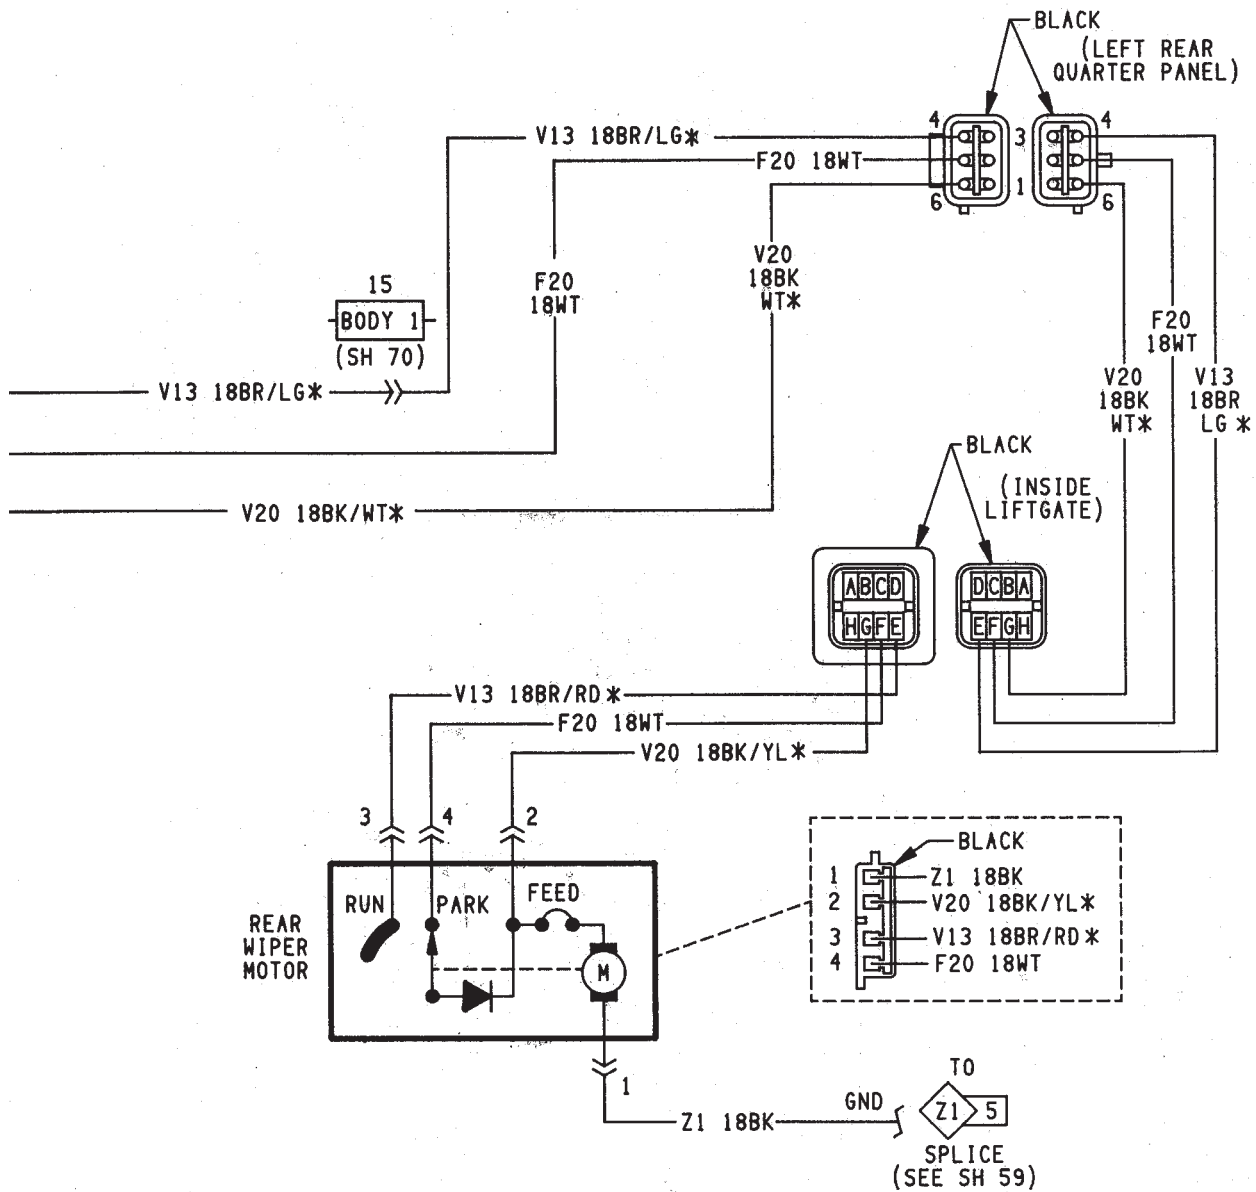 BLACK
(LEFT REAR
QUARTER PANEL)
4
3
4
1
6
6
V13 18BR/LG*
F20 18WT
V20
18BK
WT*
F20
18WT
15
BODY 1
(SH 70)
V13 18BR/LG*
F20
18WT
V20
18BK
WT*
V13
18BR
LG *
V20 18BK/WT*
BLACK
(INSIDE
LIFTGATE)
ABCD
HGFE
DCBA
EFGH
V13 18BR/RD*
F20 18WT
V20 18BK/YL*
3
4
2
RUN
PARK
FEED
REAR
WIPER
MOTOR
M
1
BLACK
1
Z1 18BK
2
V20 18BK/YL*
3
V13 18BR/RD*
4
F20 18WT
Z1 18BK
GND
TO
Z1
5
SPLICE
(SEE SH 59)